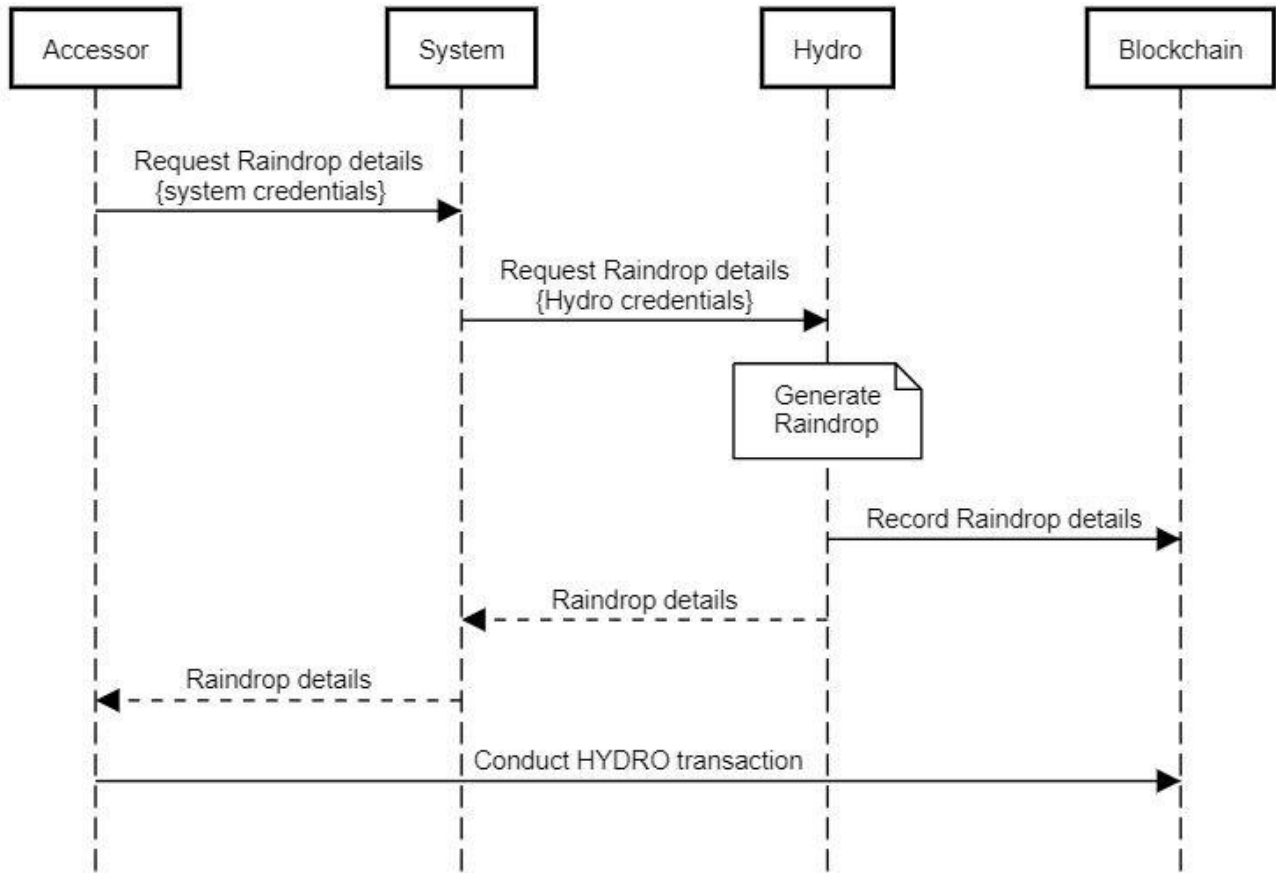 Accessor
System
Hydro
Blockchain
Request Raindrop details
{system credentials}
Request Raindrop details
{Hydro credentials}
Generate
Raindrop
Record Raindrop details
Raindrop details
Raindrop details
Conduct HYDRO transaction